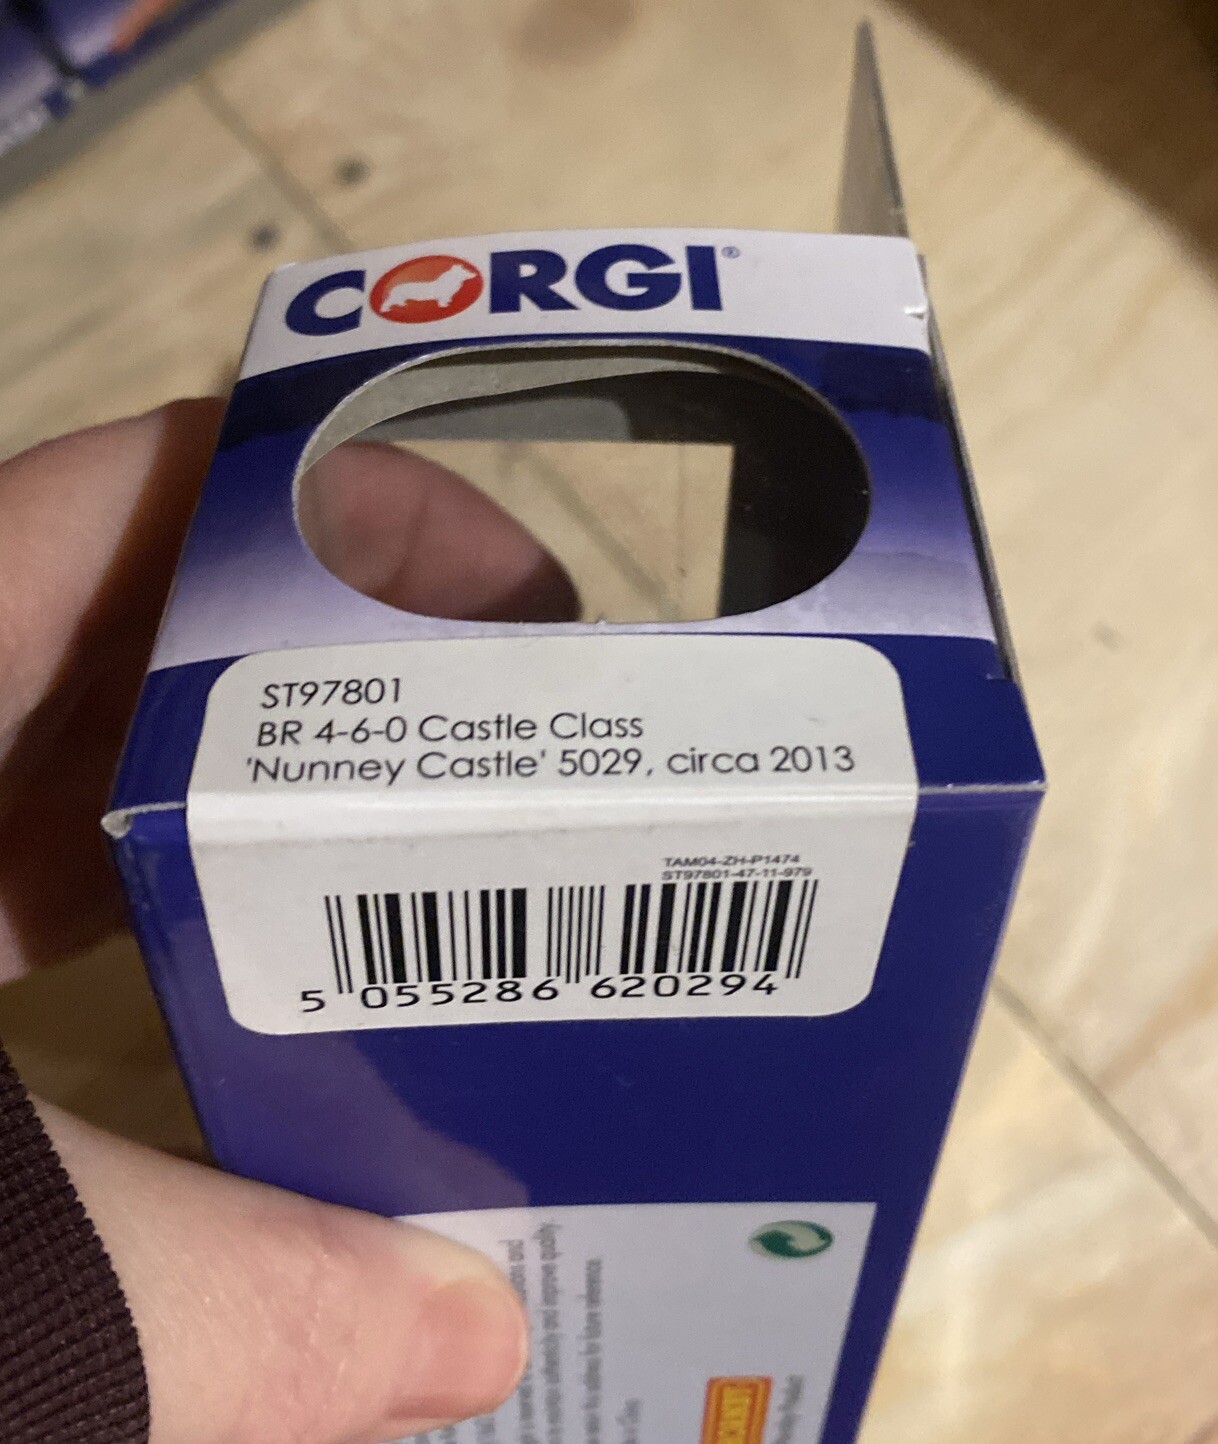 CORGI®
ST97801
BR 4-6-0 Castle Class
'Nunney Castle' 5029, circa 2013
TAM04-ZH-P1474
ST97801-47-11-979
5 055286 620294